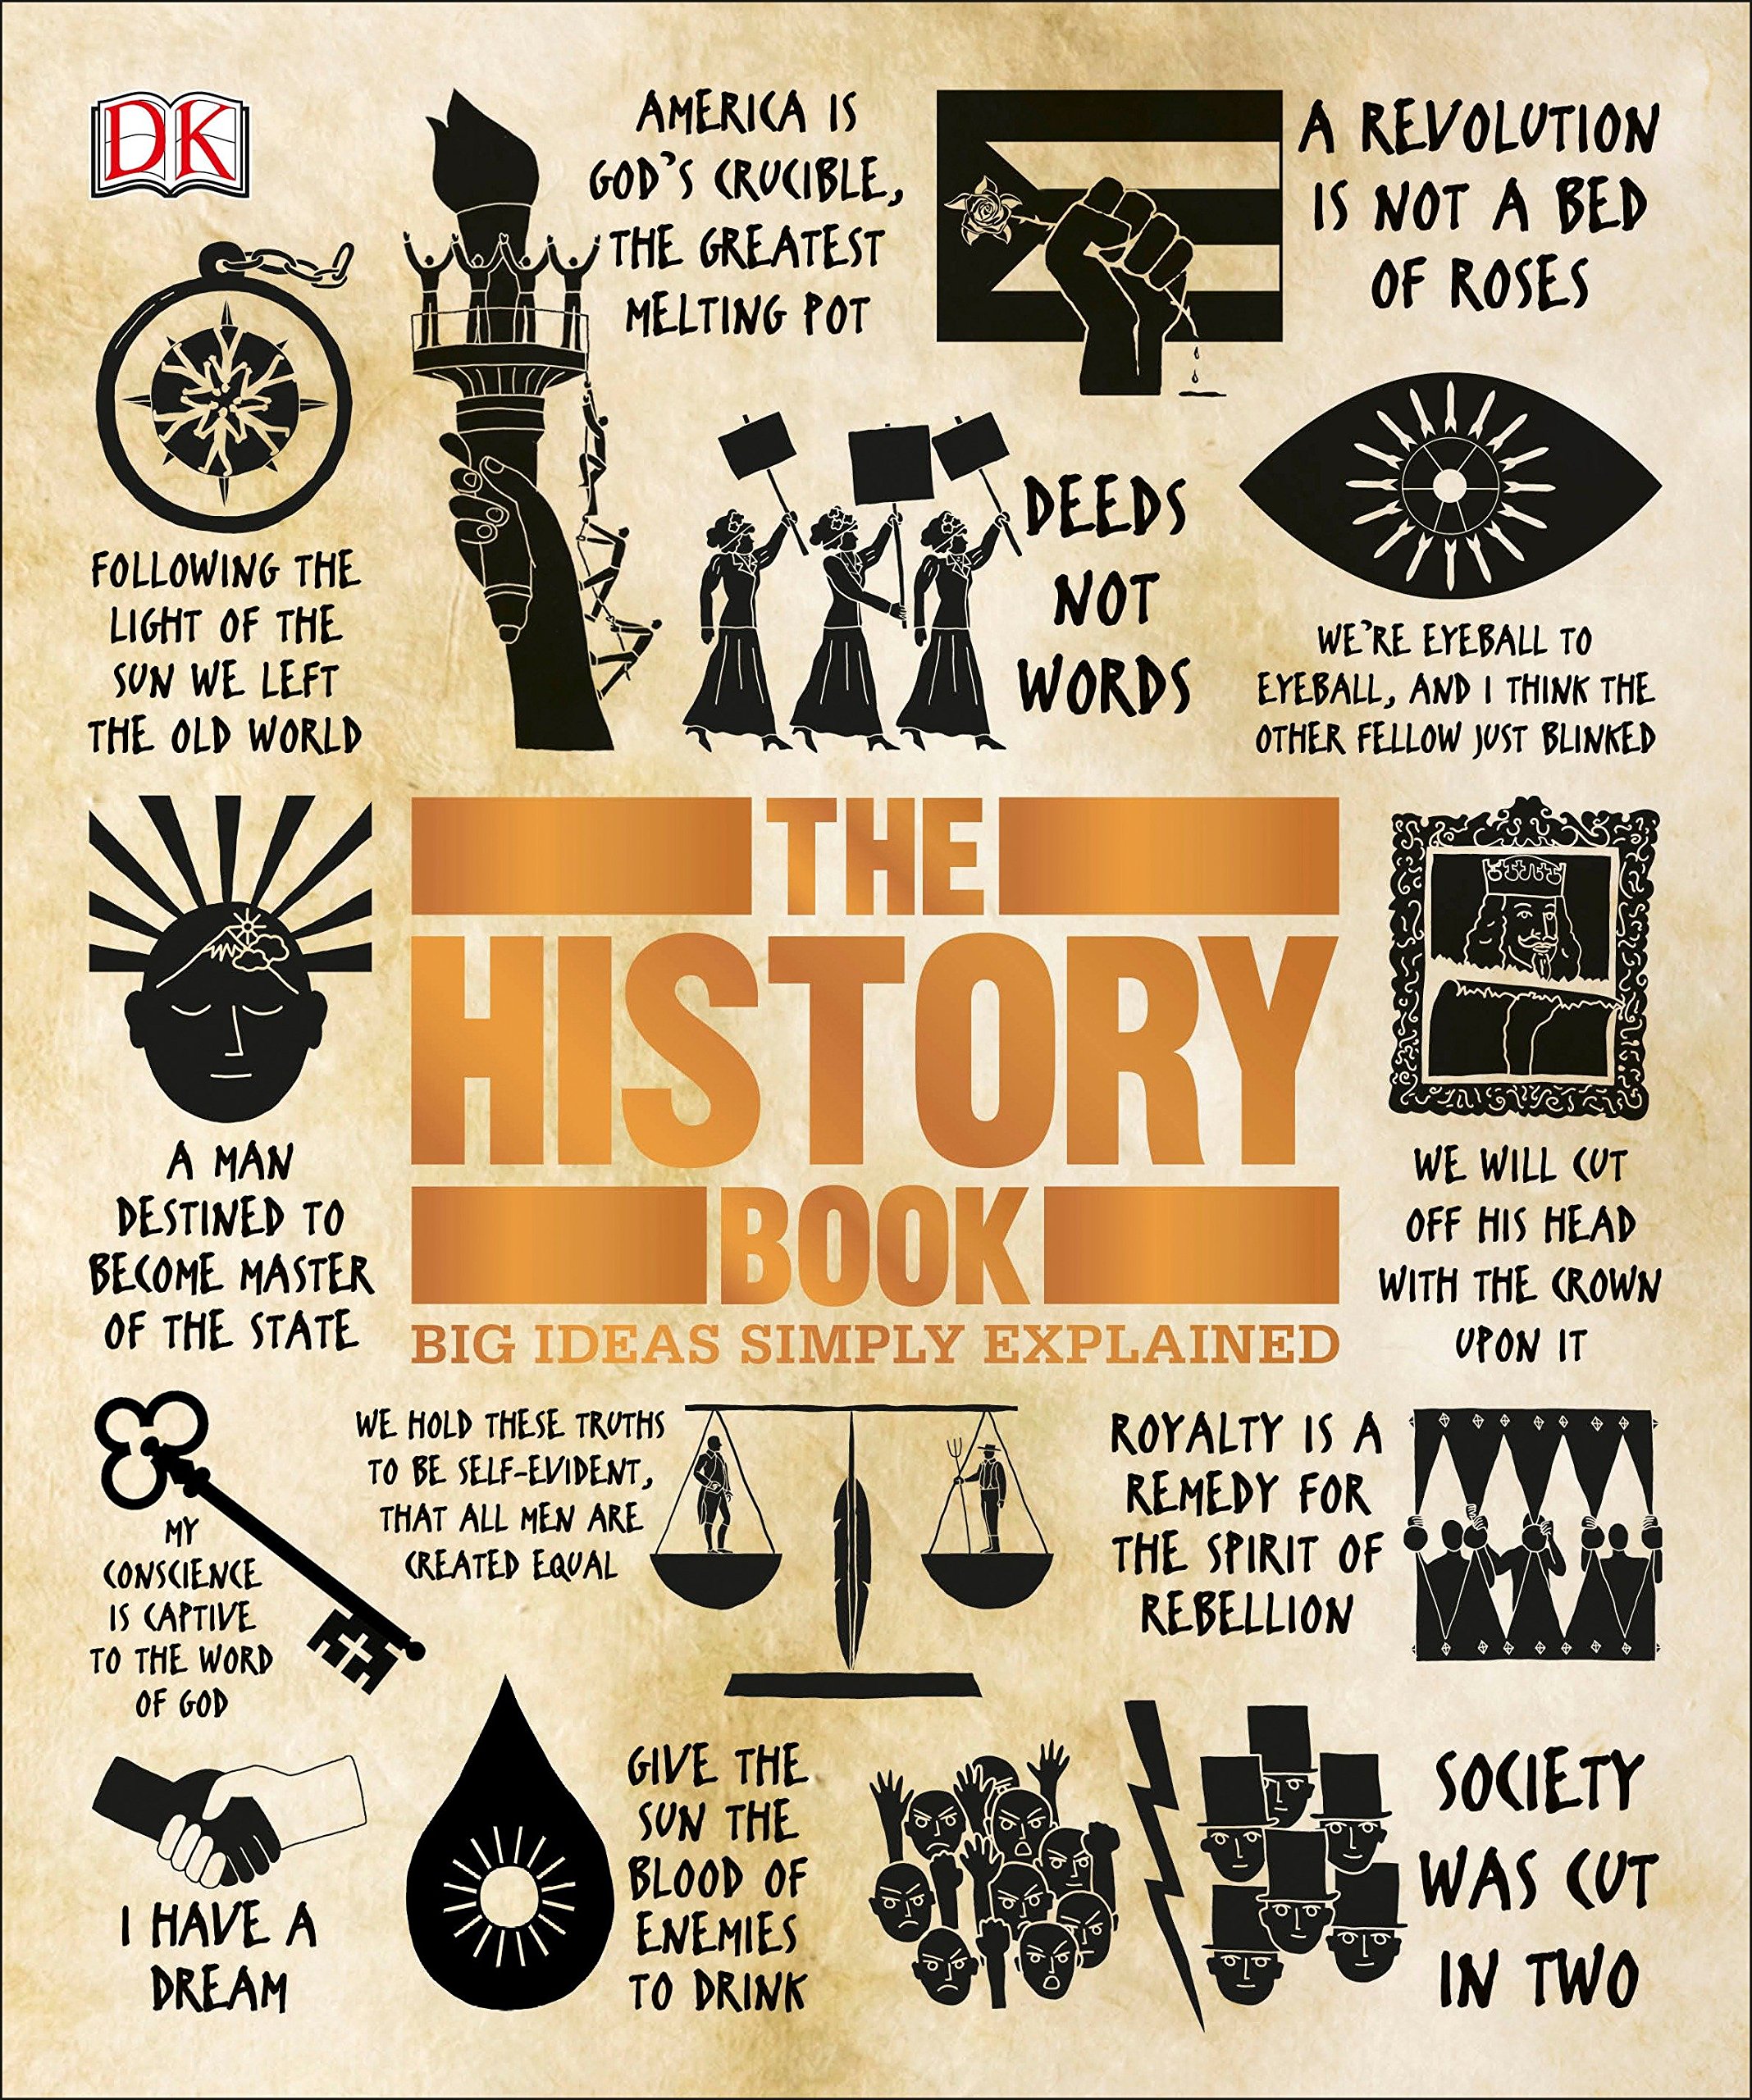 DK
AMERICA IS
GOD'S CRUCIBLE,
THE GREATEST
MELTING POT
A REVOLUTION
IS NOT A BED
OF ROSES
FOLLOWING THE
LIGHT OF THE
SUN WE LEFT
THE OLD WORLD
DEEDS
NOT
WORDS
WE'RE EYEBALL TO
EYEBALL, AND I THINK THE
OTHER FELLOW JUST BLINKED
THE
HISTORY
BOOK
BIG IDEAS SIMPLY EXPLAINED
A MAN
DESTINED TO
BECOME MASTER
OF THE STATE
WE WILL CUT
OFF HIS HEAD
WITH THE CROWN
UPON IT
MY
CONSCIENCE
IS CAPTIVE
TO THE WORD
OF GOD
WE HOLD THESE TRUTHS
TO BE SELF-EVIDENT,
THAT ALL MEN ARE
CREATED EQUAL
ROYALTY IS A
REMEDY FOR
THE SPIRIT OF
REBELLION
I HAVE A
DREAM
GIVE THE
SUN THE
BLOOD OF
ENEMIES
TO DRINK
SOCIETY
WAS CUT
IN TWO